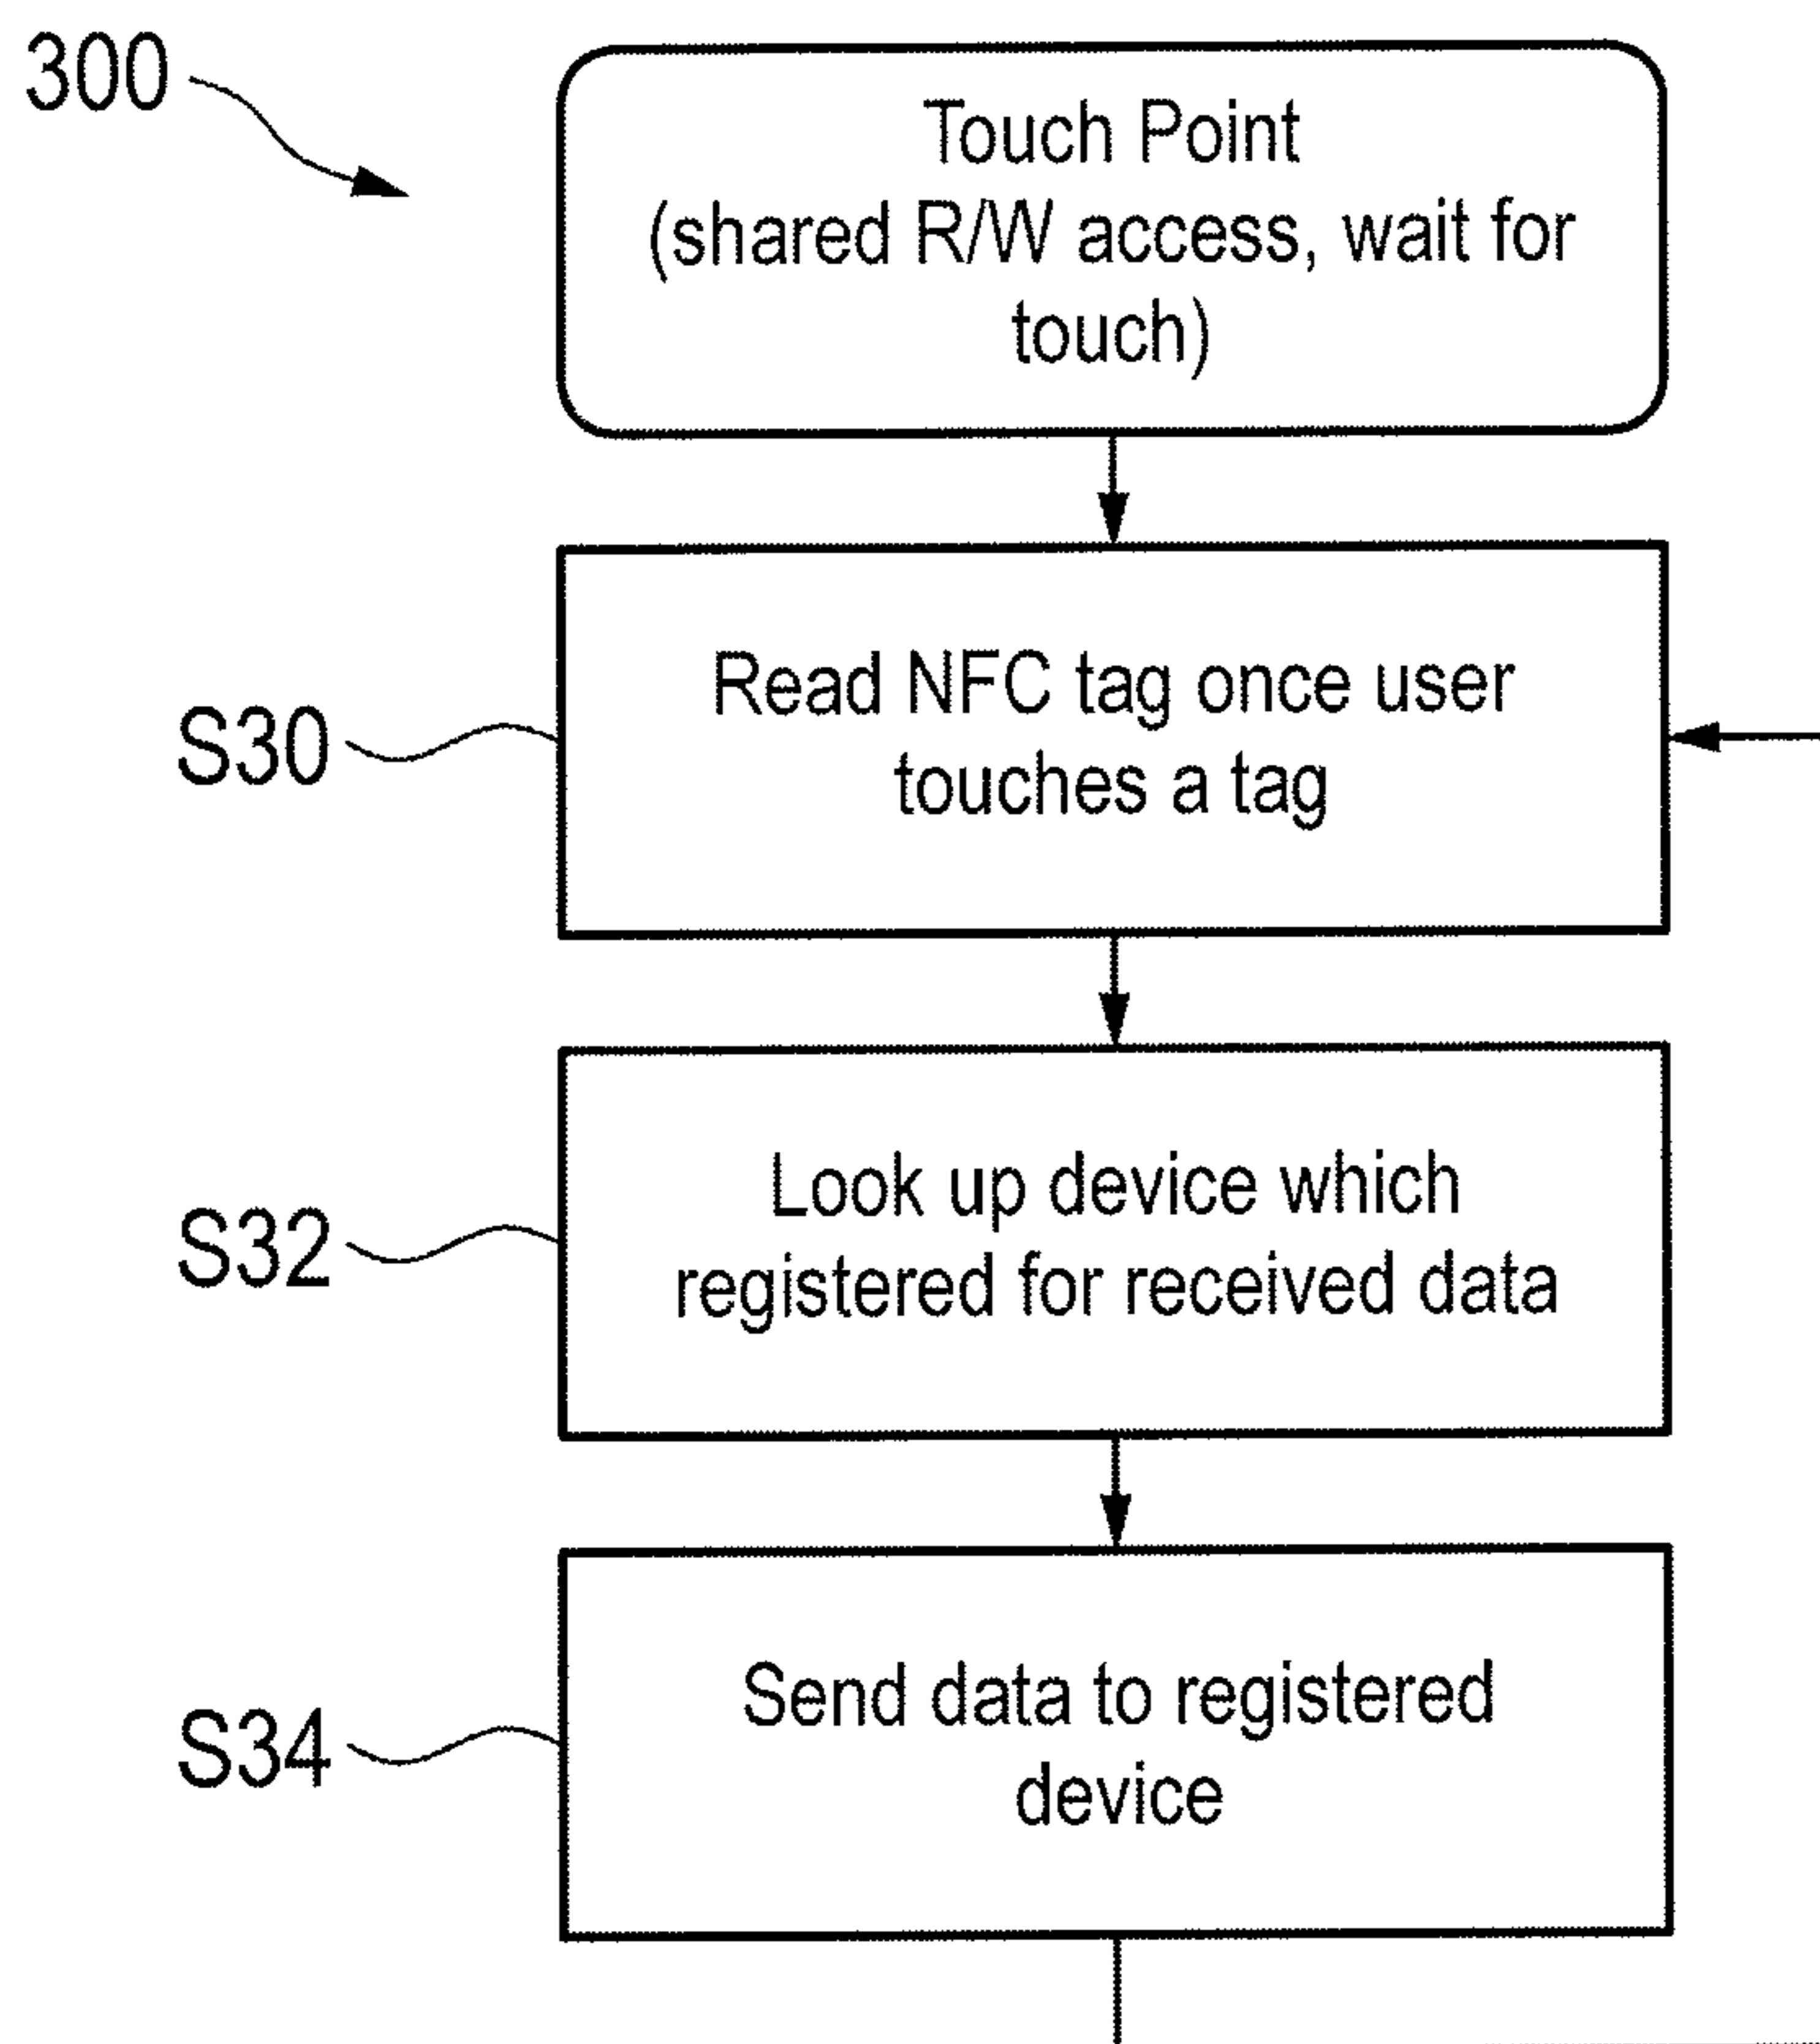 300
Touch Point
(shared R/W access, wait for
touch)
S30
Read NFC tag once user
touches a tag
S32
Look up device which
registered for received data
S34
Send data to registered
device